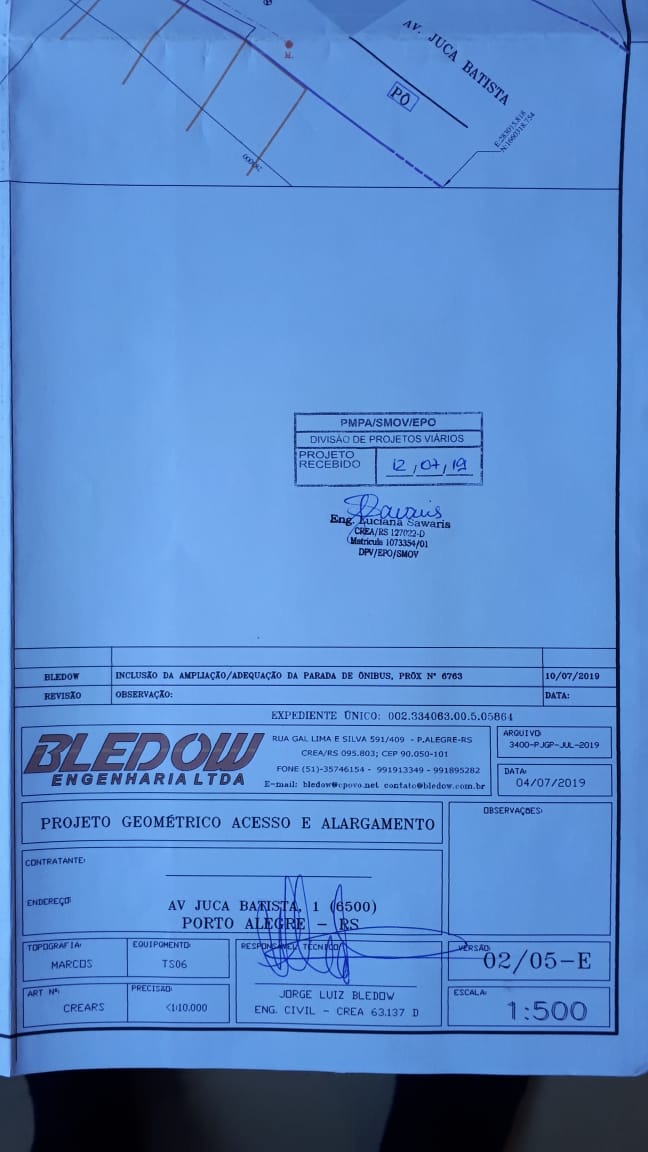 AV. JUCA BATISTA
PO
E:283015.818
N:1660318.754
PMPA/SMOV/EPO
DIVISÃO DE PROJETOS VIÁRIOS
PROJETO
RECEBIDO
12/07/19
Eng. Luciana Sawaris
CREA/RS 127022-D
Matrícula 1073354/01
DPV/EPO/SMOV
BLEDOW INCLUSÃO DA AMPLIAÇÃO/ADEQUAÇÃO DA PARADA DE ÔNIBUS, PRÓX Nº 6763 10/07/2019
REVISÃO OBSERVAÇÃO: DATA:
EXPEDIENTE ÚNICO: 002.334063.00.5.05864
BLEDOW
ENGENHARIA LTDA
RUA GAL LIMA E SILVA 591/409 - P.ALEGRE-RS
CREA/RS 095.803; CEP 90.050-101
FONE (51)-35746154 - 991913349 - 991895282
E-mail: bledow@cpovo.net contato@bledow.com.br
ARQUIVO:
3400-PJGP-JUL-2019
DATA:
04/07/2019
PROJETO GEOMÉTRICO ACESSO E ALARGAMENTO
OBSERVAÇÕES:
CONTRATANTE:
ENDEREÇO:
AV JUCA BATISTA, 1 (6500)
PORTO ALEGRE - RS
TOPOGRAFIA:
MARCOS
EQUIPAMENTO:
TS06
RESPONSÁVEL TÉCNICO:
VERSÃO:
02/05-E
ART Nº:
CREARS
PRECISÃO:
<1:10.000
JORGE LUIZ BLEDOW
ENG. CIVIL - CREA 63.137 D
ESCALA:
1:500